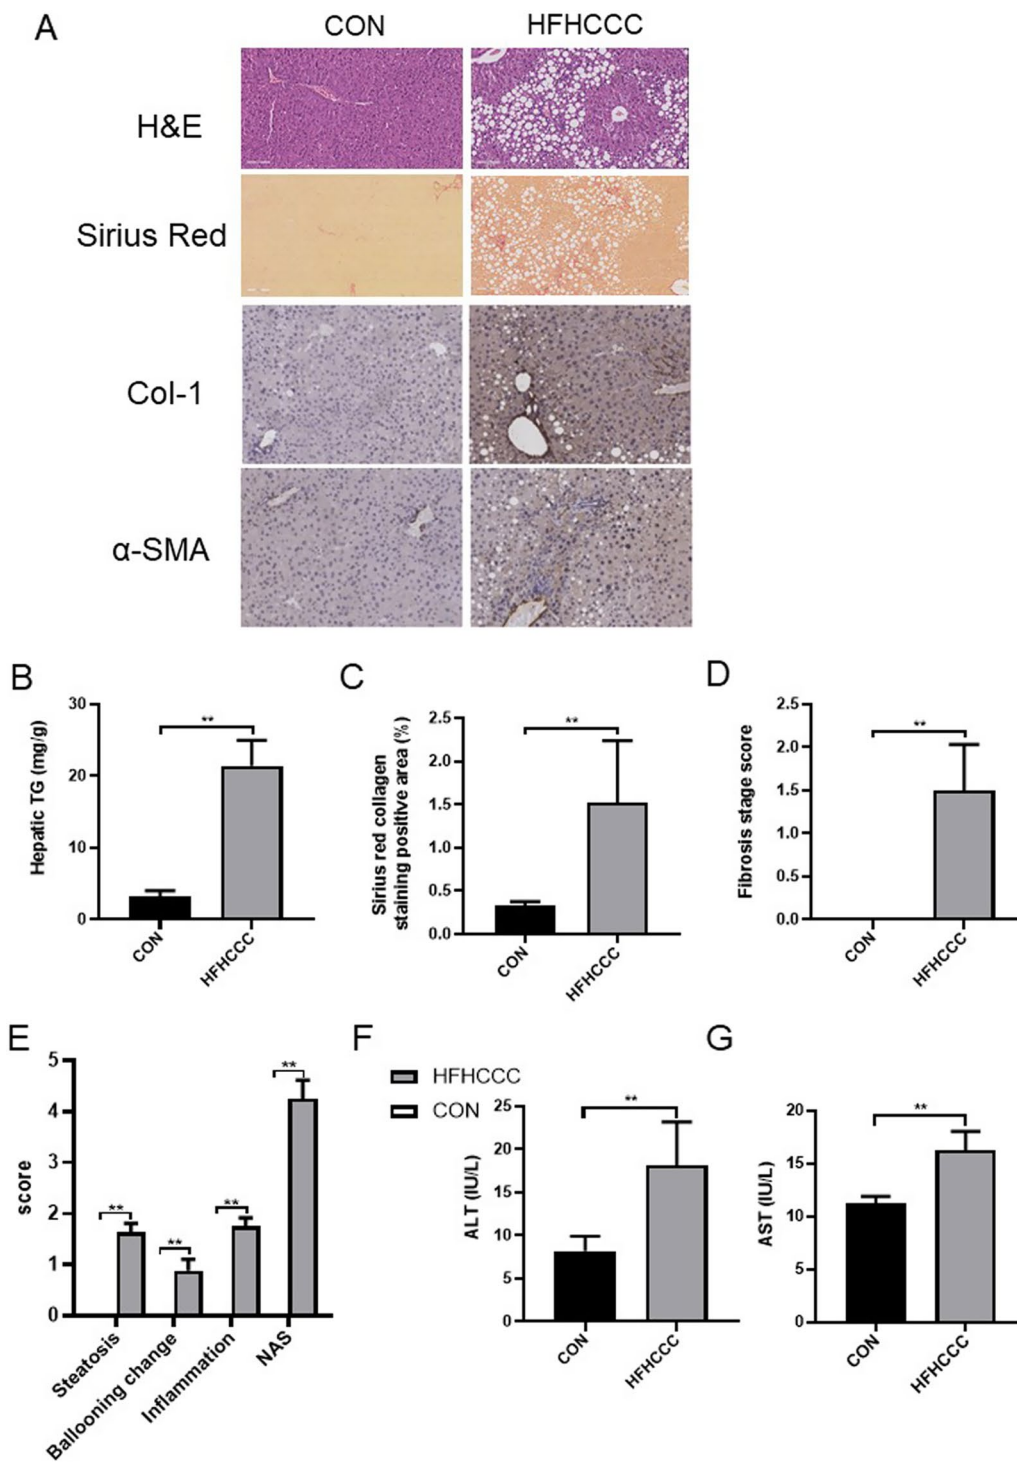 A
CON
HFHCCC
H&E
Sirius Red
Col-1
α-SMA
B
Hepatic TG (mg/g)
30
20
10
0
**
CON
HFHCCC
C
Sirius red collagen
staining positive area (%)
2.5
2.0
1.5
1.0
0.5
0.0
**
CON
HFHCCC
D
Fibrosis stage score
2.5
2.0
1.5
1.0
0.5
0.0
**
CON
HFHCCC
E
score
5
4
3
2
1
0
**
**
**
**
Steatosis
Ballooning change
Inflammation
NAS
HFHCCC
CON
F
ALT (IU/L)
25
20
15
10
5
0
**
CON
HFHCCC
G
AST (IU/L)
20
15
10
5
0
**
CON
HFHCCC